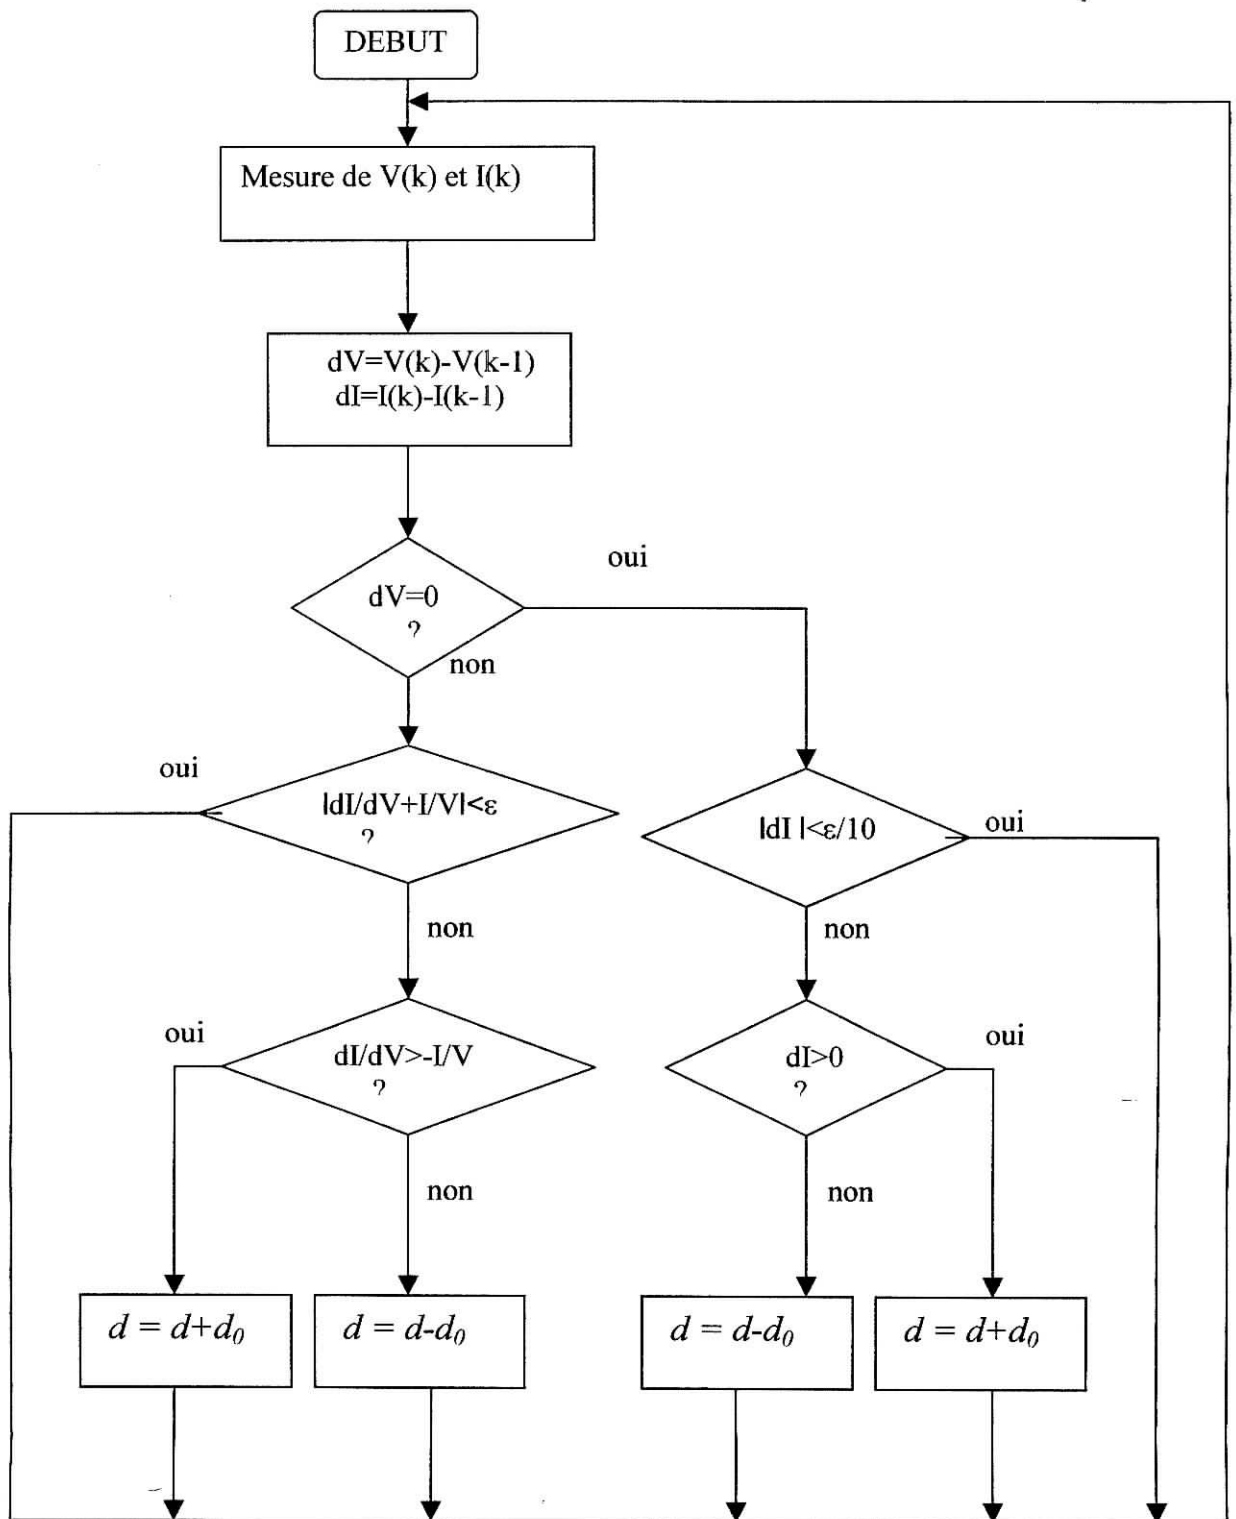 DEBUT
Mesure de V(k) et I(k)
dV=V(k)-V(k-1)
dI=I(k)-I(k-1)
oui
dV=0
?
non
oui
|dI/dV+I/V|<ε
?
|dI |<ε/10
oui
non
non
oui
dI/dV>-I/V
?
dI>0
?
oui
non
non
d = d+d₀
d = d-d₀
d = d-d₀
d = d+d₀